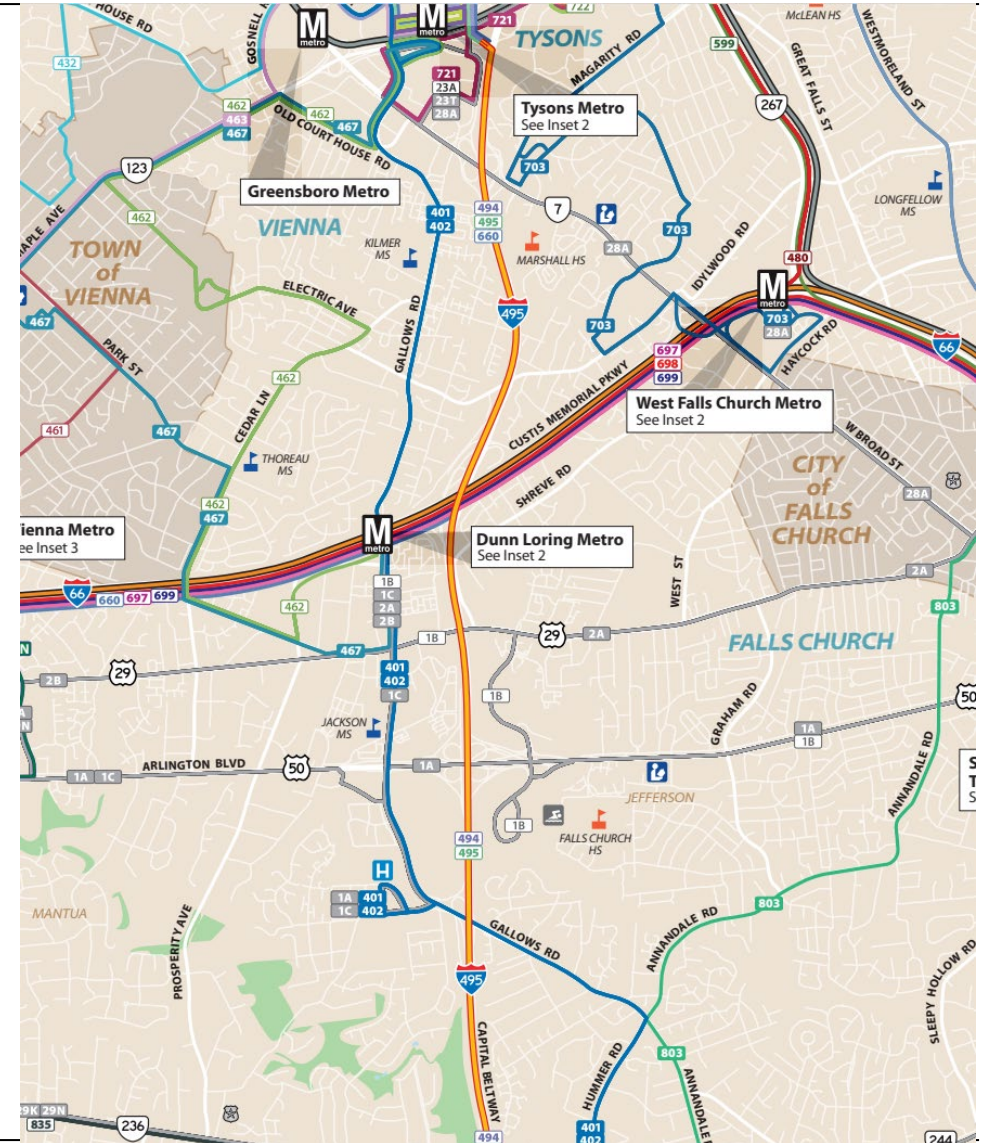 HOUSE RD
GOSNELL R
M
metro
M
metro
721
722
McLEAN HS
WESTMORELAND ST
TYSONS
MAGARITY RD
599
GREAT FALLS ST
432
721
23A
23T
28A
267
462
463
467
462
467
OLD COURT HOUSE RD
Tysons Metro
See Inset 2
703
123
Greensboro Metro
LONGFELLOW
MS
MAPLE AVE
462
VIENNA
401
402
494
495
660
7
703
TOWN
of
VIENNA
KILMER
MS
MARSHALL HS
28A
IDYLWOOD RD
480
M
metro
703
28A
ELECTRIC AVE
GALLOWS RD
495
467
703
HAYCOCK RD
66
PARK ST
697
698
699
462
CUSTIS MEMORIAL PKWY
West Falls Church Metro
See Inset 2
461
467
CEDAR LN
W BROAD ST
THOREAU
MS
SHREVE RD
CITY
of
FALLS
CHURCH
28A
462
467
ienna Metro
ee Inset 3
M
metro
Dunn Loring Metro
See Inset 2
WEST ST
66
660
697
699
1B
1C
2A
2B
2A
462
803
1B
29
2A
FALLS CHURCH
467
N
29
2B
401
402
1C
1B
50
JACKSON
MS
GRAHAM RD
1A
1B
ARLINGTON BLVD
50
1A
1A 1C
JEFFERSON
ANNANDALE RD
S
T
S
1B
FALLS CHURCH
HS
494
495
H
1A
1C
401
402
MANTUA
803
GALLOWS RD
ANNANDALE RD
PROSPERITY AVE
495
SLEEPY HOLLOW RD
CAPITAL BELTWAY
803
HUMMER RD
ANNANDALE
29K 29N
835
236
494
401
402
244